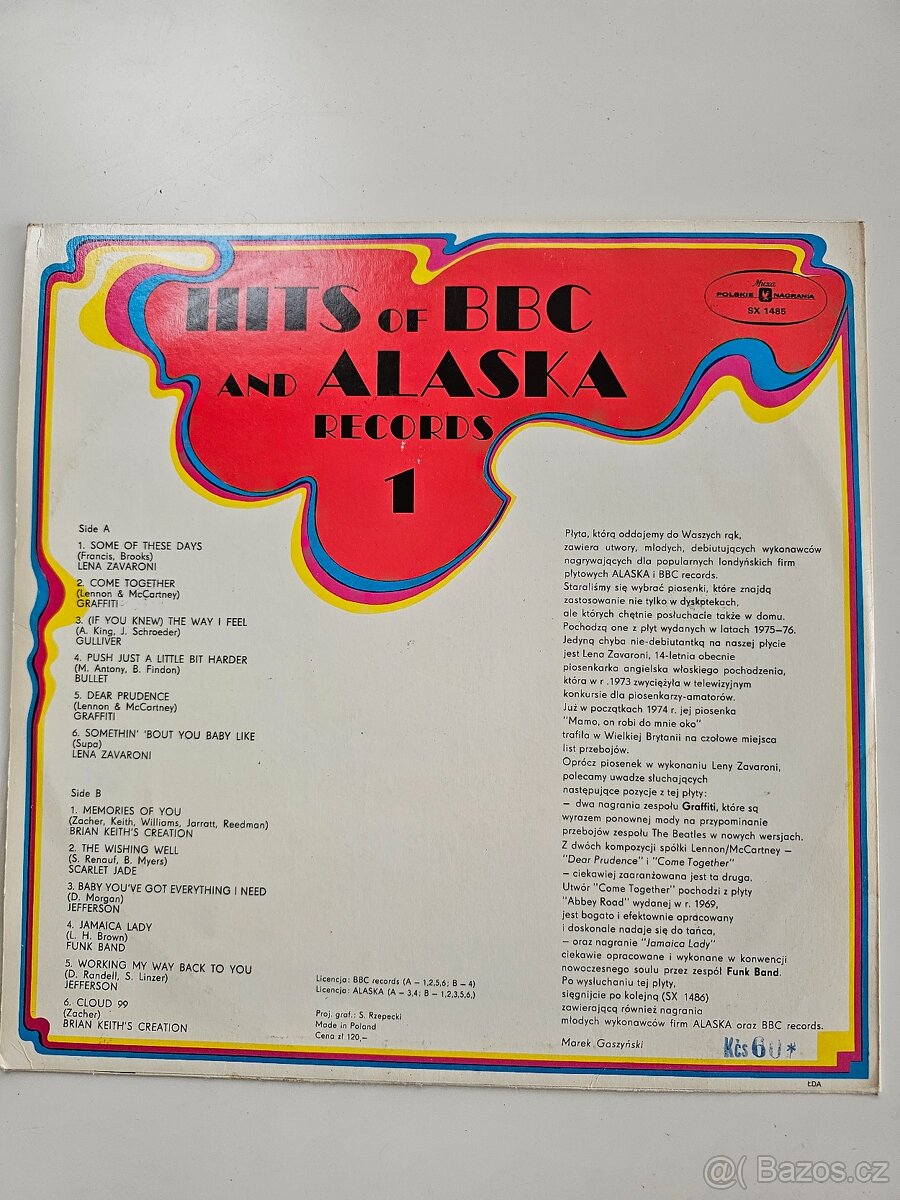 HITS OF BBC
AND ALASKA
RECORDS
1
Muza
POLSKIE NAGRANIA
SX 1485
Side A
1. SOME OF THESE DAYS
(Francis, Brooks)
LENA ZAVARONI
2. COME TOGETHER
(Lennon & McCartney)
GRAFFITI
3. (IF YOU KNEW) THE WAY I FEEL
(A. King, J. Schroeder)
GULLIVER
4. PUSH JUST A LITTLE BIT HARDER
(M. Antony, B. Findon)
BULLET
5. DEAR PRUDENCE
(Lennon & McCartney)
GRAFFITI
6. SOMETHIN' 'BOUT YOU BABY LIKE
(Supa)
LENA ZAVARONI
Side B
1. MEMORIES OF YOU
(Zacher, Keith, Williams, Jarratt, Reedman)
BRIAN KEITH'S CREATION
2. THE WISHING WELL
(S. Renauf, B. Myers)
SCARLET JADE
3. BABY YOU'VE GOT EVERYTHING I NEED
(D. Morgan)
JEFFERSON
4. JAMAICA LADY
(L. H. Brown)
FUNK BAND
5. WORKING MY WAY BACK TO YOU
(D. Randell, S. Linzer)
JEFFERSON
6. CLOUD 99
(Zacher)
BRIAN KEITH'S CREATION
Licencja: BBC records (A – 1,2,5,6; B – 4)
Licencja: ALASKA (A – 3,4; B – 1,2,3,5,6,)
Proj. graf.: S. Rzepecki
Made in Poland
Cena zł 120,–
Płyta, którą oddajemy do Waszych rąk,
zawiera utwory, młodych, debiutujących wykonawców
nagrywających dla popularnych londyńskich firm
płytowych ALASKA i BBC records.
Staraliśmy się wybrać piosenki, które znajdą
zastosowanie nie tylko w dyskotekach,
ale których chętnie posłuchacie także w domu.
Pochodzą one z płyt wydanych w latach 1975–76.
Jedyną chyba nie-debiutantką na naszej płycie
jest Lena Zavaroni, 14-letnia obecnie
piosenkarka angielska włoskiego pochodzenia,
która w r .1973 zwyciężyła w telewizyjnym
konkursie dla piosenkarzy-amatorów.
Już w początkach 1974 r. jej piosenka
"Mamo, on robi do mnie oko"
trafiła w Wielkiej Brytanii na czołowe miejsca
list przebojów.
Oprócz piosenek w wykonaniu Leny Zavaroni,
polecamy uwadze słuchających
następujące pozycje z tej płyty:
– dwa nagrania zespołu Graffiti, które są
wyrazem ponownej mody na przypominanie
przebojów zespołu The Beatles w nowych wersjach.
Z dwóch kompozycji spółki Lennon/McCartney –
"Dear Prudence" i "Come Together"
– ciekawiej zaaranżowana jest ta druga.
Utwór "Come Together" pochodzi z płyty
"Abbey Road" wydanej w r. 1969,
jest bogato i efektownie opracowany
i doskonale nadaje się do tańca,
– oraz nagranie "Jamaica Lady"
ciekawie opracowane i wykonane w konwencji
nowoczesnego soulu przez zespół Funk Band.
Po wysłuchaniu tej płyty,
sięgnijcie po kolejną (SX 1486)
zawierającą również nagrania
młodych wykonawców firm ALASKA oraz BBC records.
Marek Gaszyński
Kčs 60*
ŁDA
@( Bazos.cz